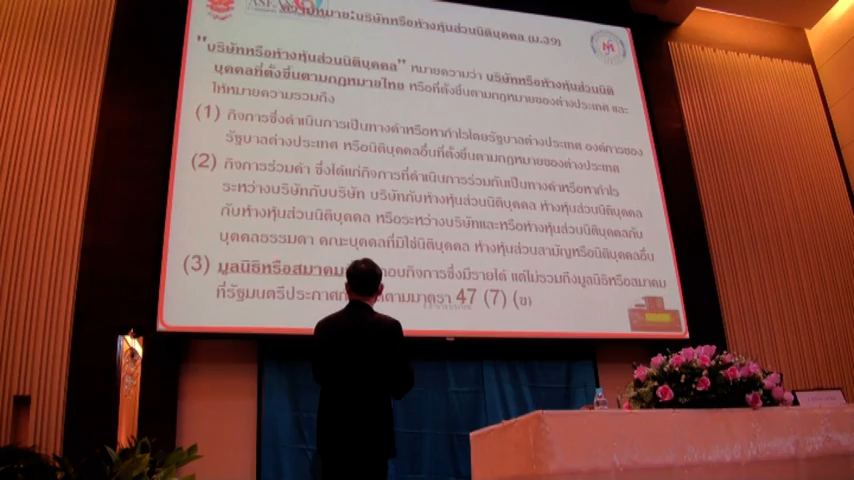 ความหมาย:บริษัทหรือห้างหุ้นส่วนนิติบุคคล (ม.39)
"บริษัทหรือห้างหุ้นส่วนนิติบุคคล" หมายความว่า บริษัทหรือห้างหุ้นส่วนนิติ
บุคคลที่ตั้งขึ้นตามกฎหมายไทย หรือที่ตั้งขึ้นตามกฎหมายของต่างประเทศ และ
ให้หมายความรวมถึง
(1) กิจการซึ่งดำเนินการเป็นทางค้าหรือหากำไรโดยรัฐบาลต่างประเทศ องค์การของ
รัฐบาลต่างประเทศ หรือนิติบุคคลอื่นที่ตั้งขึ้นตามกฎหมายของต่างประเทศ
(2) กิจการร่วมค้า ซึ่งได้แก่กิจการที่ดำเนินการร่วมกันเป็นทางค้าหรือหากำไร
ระหว่างบริษัทกับบริษัท บริษัทกับห้างหุ้นส่วนนิติบุคคล ห้างหุ้นส่วนนิติบุคคล
กับห้างหุ้นส่วนนิติบุคคล หรือระหว่างบริษัทและหรือห้างหุ้นส่วนนิติบุคคลกับ
บุคคลธรรมดา คณะบุคคลที่มิใช่นิติบุคคล ห้างหุ้นส่วนสามัญหรือนิติบุคคลอื่น
(3) มูลนิธิหรือสมาคม อบกิจการซึ่งมีรายได้ แต่ไม่รวมถึงมูลนิธิหรือสมาคม
ที่รัฐมนตรีประกาศก ตามมาตรา 47 (7) (ข)